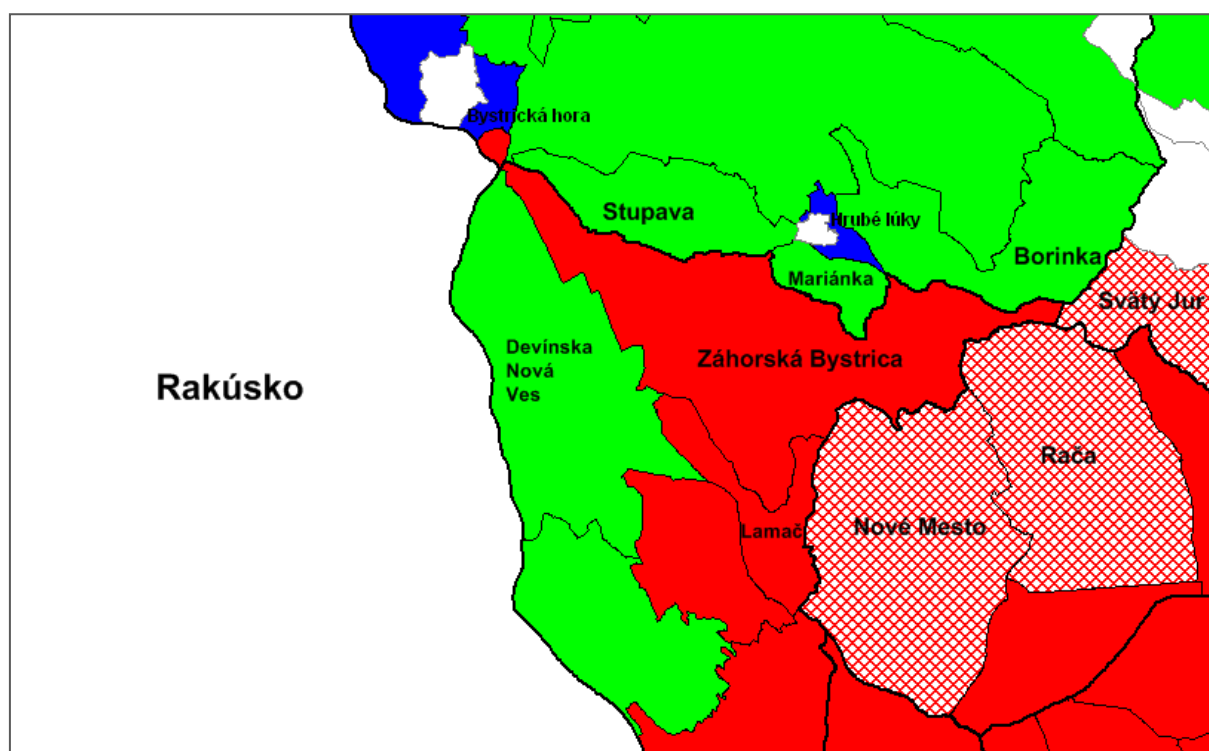 Bystrická hora
Stupava
Hrubé lúky
Borinka
Mariánka
Svätý Jur
Devínska
Nová
Ves
Záhorská Bystrica
Rakúsko
Rača
Nové Mesto
Lamač